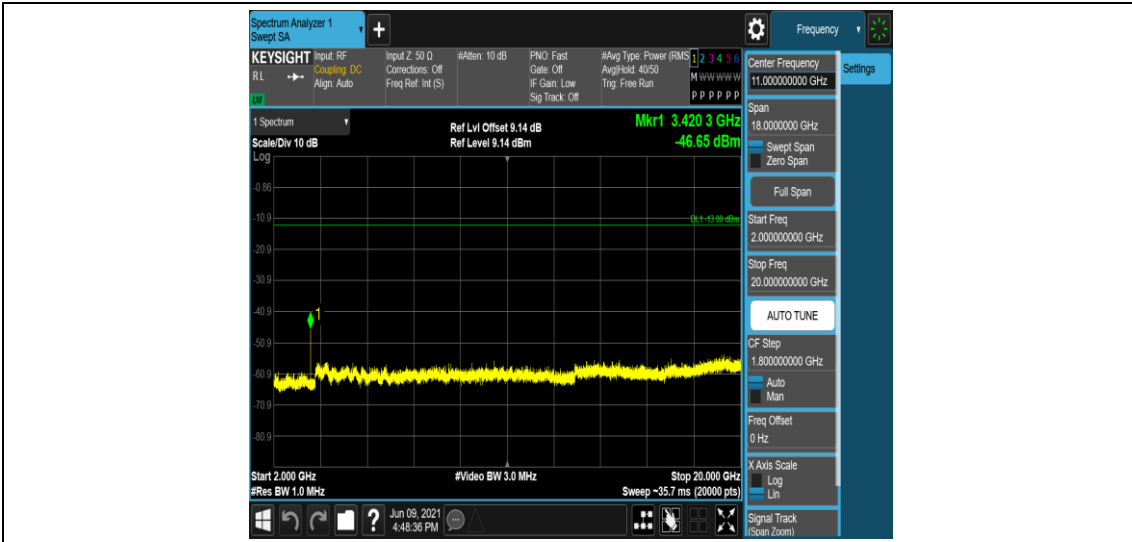 Spectrum Analyzer 1
Swept SA
+
Frequency
KEYSIGHT
RL
LXI
Input: RF
Coupling: DC
Align: Auto
Input Z: 50 Ω
Corrections: Off
Freq Ref: Int (S)
#Atten: 10 dB
PNO: Fast
Gate: Off
IF Gain: Low
Sig Track: Off
#Avg Type: Power (RMS
Avg|Hold: 40/50
Trig: Free Run
1 2 3 4 5 6
M W W W W W
P P P P P P
1 Spectrum
Scale/Div 10 dB
Log
Ref Lvl Offset 9.14 dB
Ref Level 9.14 dBm
Mkr1 3.420 3 GHz
-46.65 dBm
-0.86
-10.9
DL1 -13.00 dBm
-20.9
-30.9
-40.9
1
-50.9
-60.9
-70.9
-80.9
Start 2.000 GHz
#Res BW 1.0 MHz
#Video BW 3.0 MHz
Stop 20.000 GHz
Sweep ~35.7 ms (20000 pts)
Center Frequency
11.000000000 GHz
Settings
Span
18.0000000 GHz
Swept Span
Zero Span
Full Span
Start Freq
2.000000000 GHz
Stop Freq
20.000000000 GHz
AUTO TUNE
CF Step
1.800000000 GHz
Auto
Man
Freq Offset
0 Hz
X Axis Scale
Log
Lin
Signal Track
(Span Zoom)
?
Jun 09, 2021
4:48:36 PM